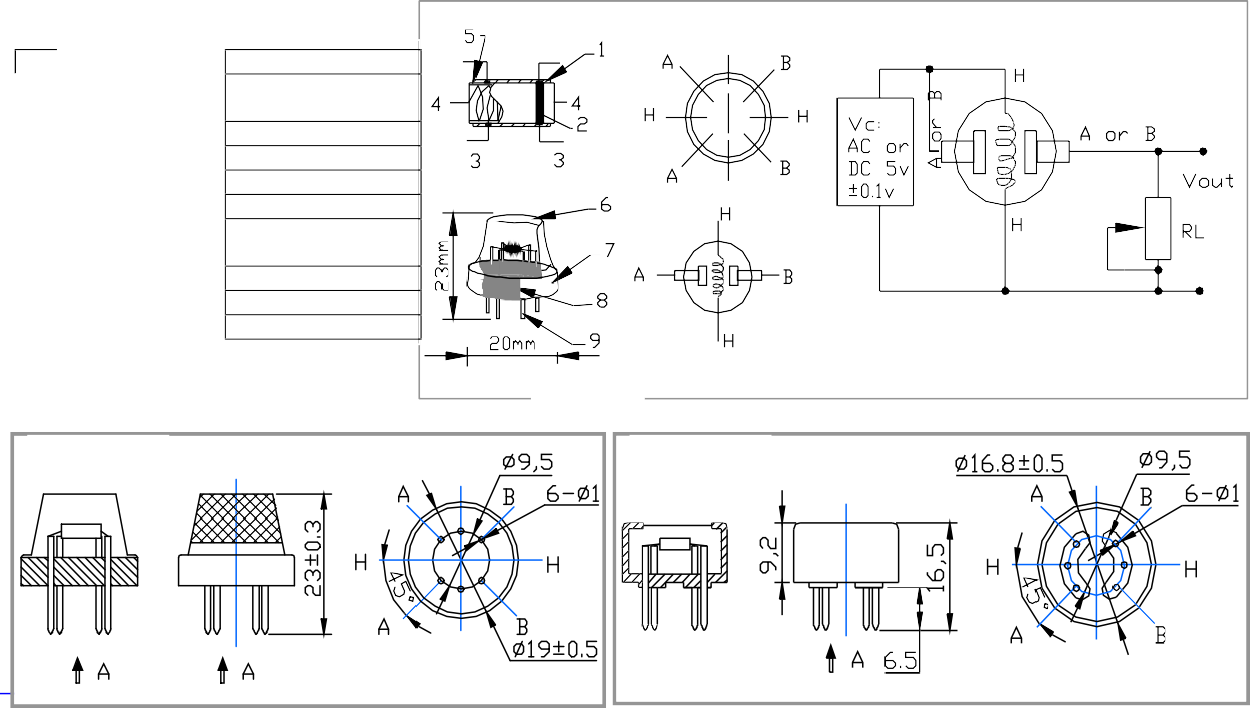 5
1
4
4
2
3
3
A
B
H
H
A
B
6
7
8
9
23mm
20mm
H
A
B
H
Vc:
AC or
DC 5v
±0.1v
A or B
H
H
A or B
Vout
RL
23±0.3
A
A
A
B
H
H
A
B
45°
Ø9,5
6-Ø1
Ø19±0.5
9,2
16,5
6.5
A
Ø16.8±0.5
Ø9,5
6-Ø1
A
B
H
H
A
B
45°